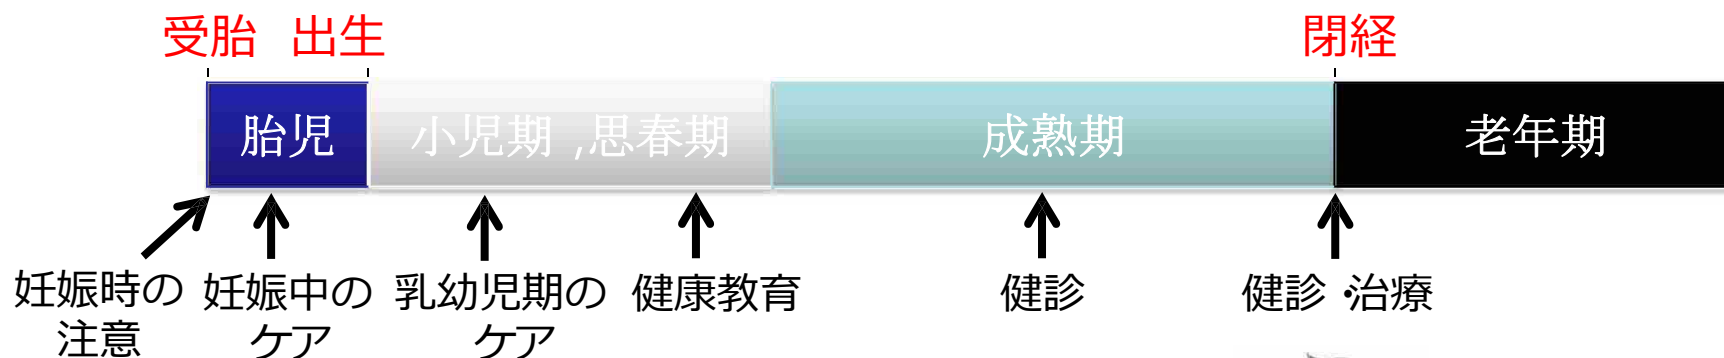 受胎 出生 閉経
胎児 小児期 ,思春期 成熟期 老年期
妊娠時の 妊娠中の 乳幼児期の 健康教育 健診 健診・治療
注意 ケア ケア